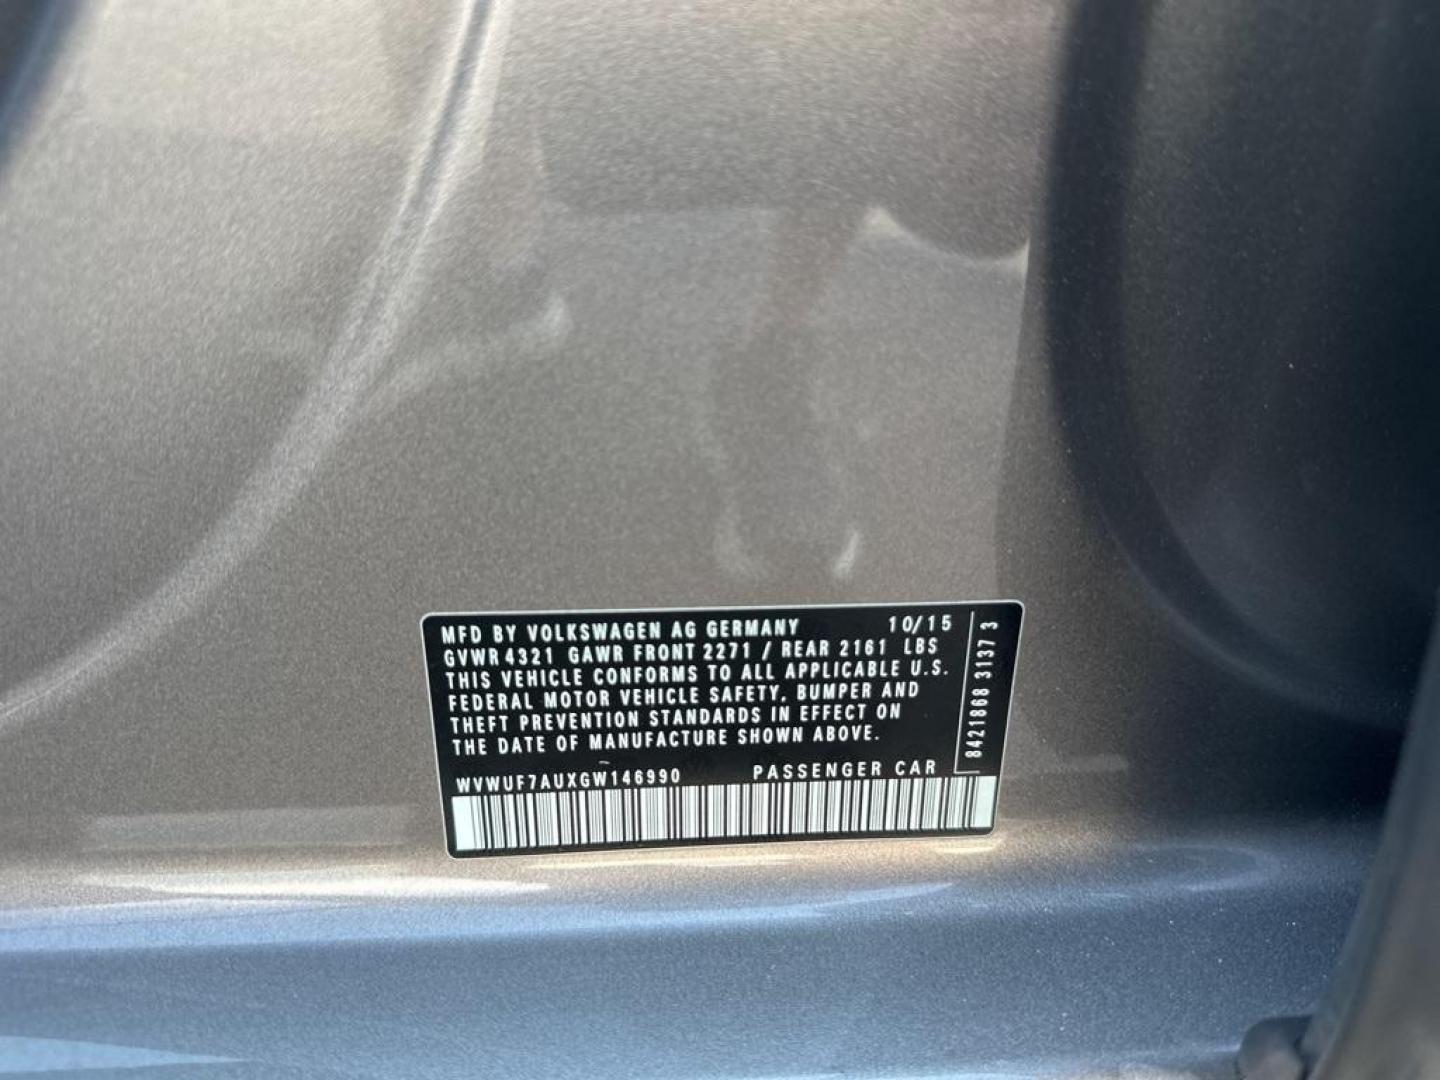 MFD BY VOLKSWAGEN AG GERMANY 10/15
GVWR 4321 GAWR FRONT 2271 / REAR 2161 LBS
THIS VEHICLE CONFORMS TO ALL APPLICABLE U.S.
FEDERAL MOTOR VEHICLE SAFETY, BUMPER AND
THEFT PREVENTION STANDARDS IN EFFECT ON
THE DATE OF MANUFACTURE SHOWN ABOVE.
WVWUF7AUXGW146990 PASSENGER CAR
8421868 3137 3